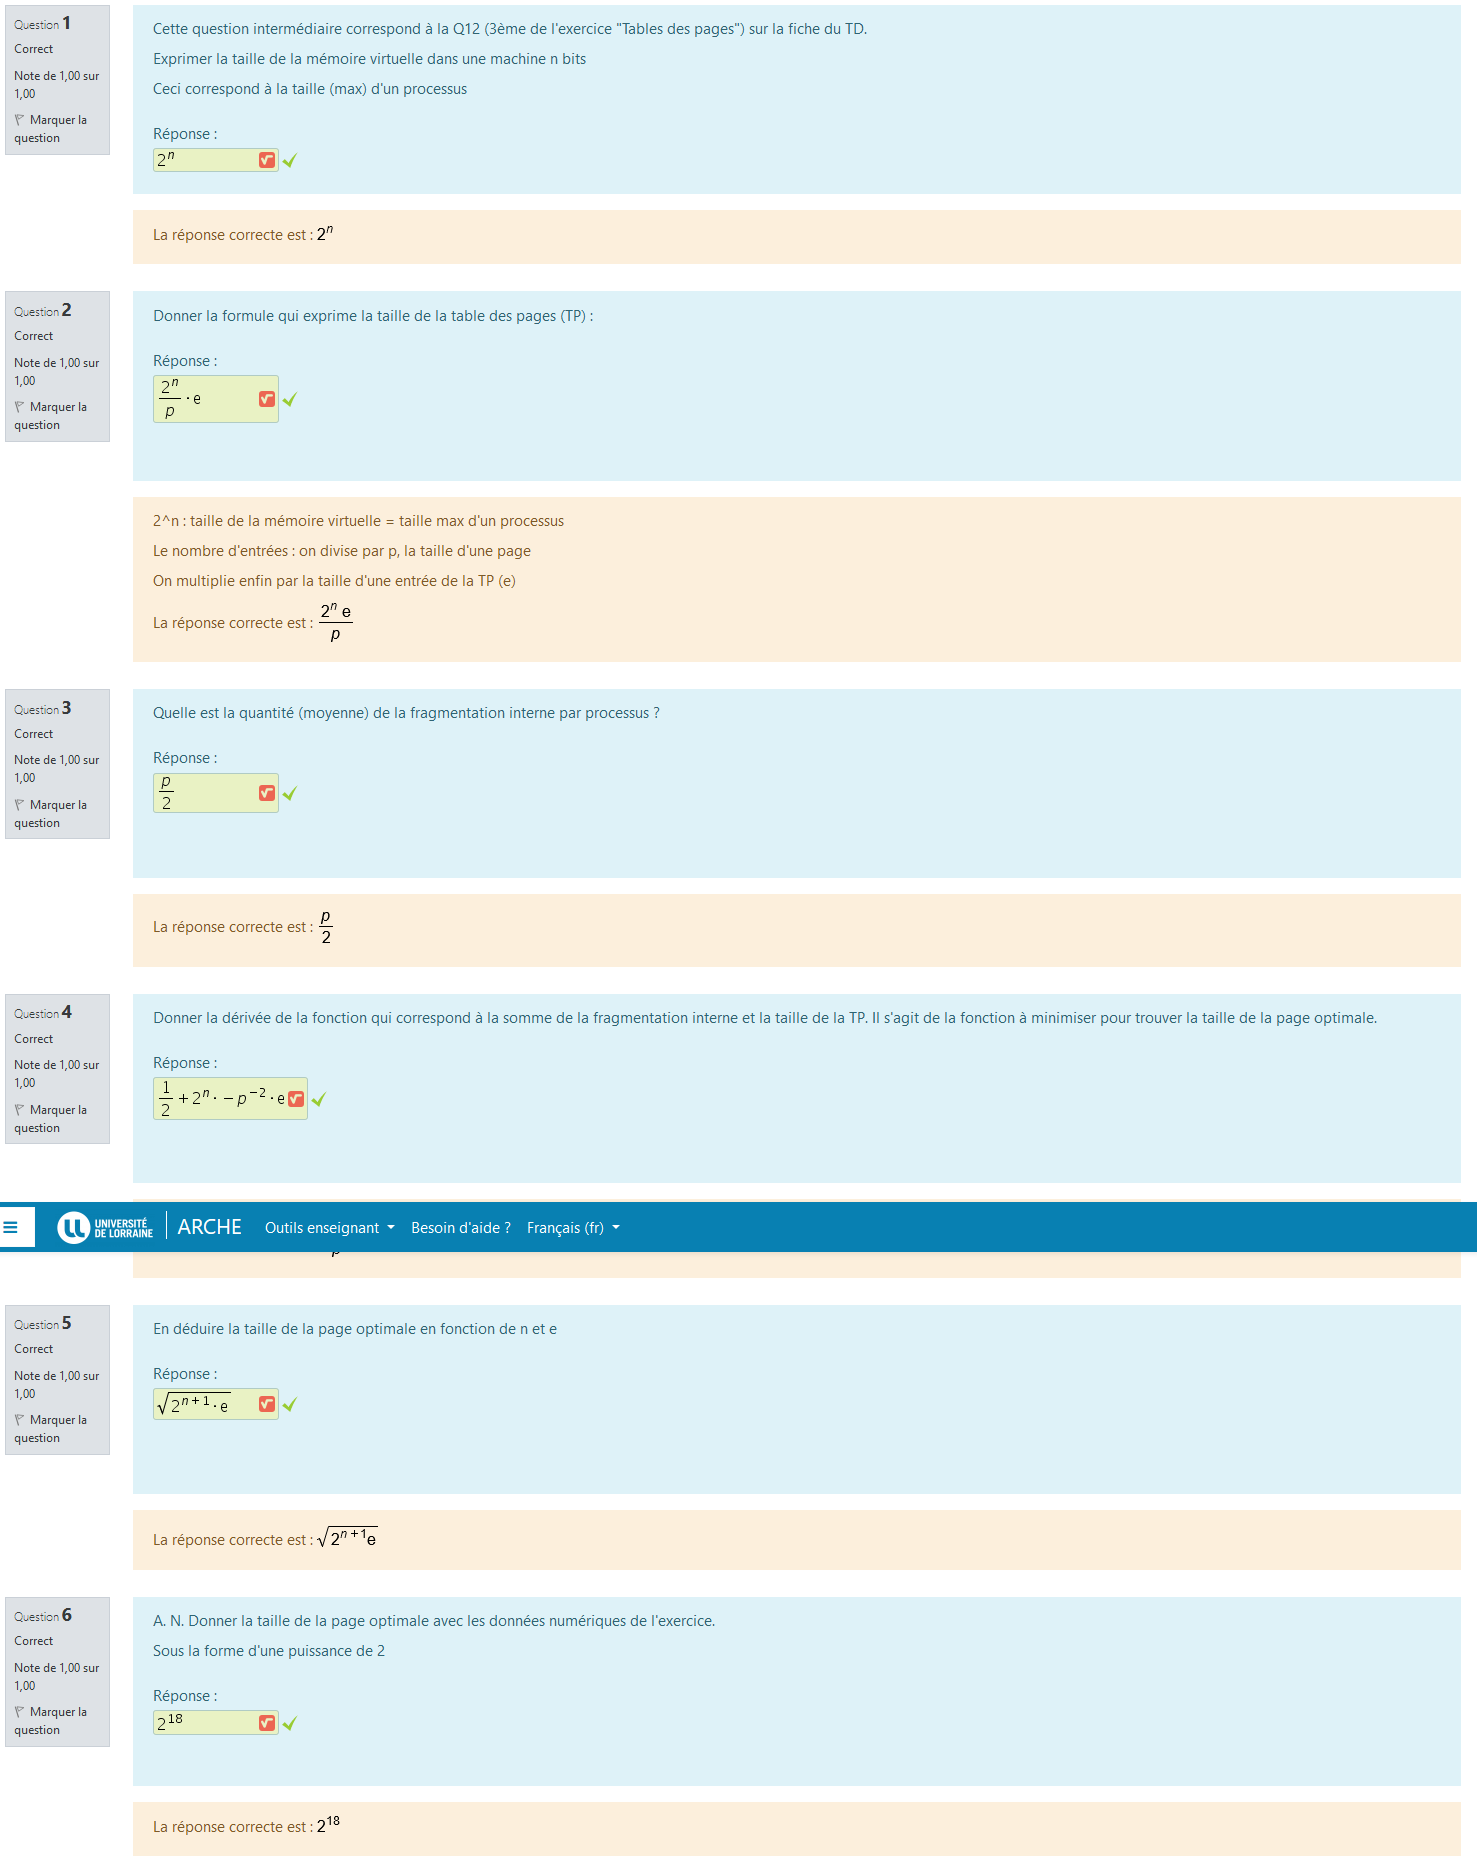 Question 1
Correct
Note de 1,00 sur
1,00
Marquer la
question
Cette question intermédiaire correspond à la Q12 (3ème de l'exercice "Tables des pages") sur la fiche du TD.
Exprimer la taille de la mémoire virtuelle dans une machine n bits
Ceci correspond à la taille (max) d'un processus
Réponse :
2^n
La réponse correcte est : 2^n
Question 2
Correct
Note de 1,00 sur
1,00
Marquer la
question
Donner la formule qui exprime la taille de la table des pages (TP) :
Réponse :
2^n/p · e
2^n : taille de la mémoire virtuelle = taille max d'un processus
Le nombre d'entrées : on divise par p, la taille d'une page
On multiplie enfin par la taille d'une entrée de la TP (e)
La réponse correcte est : 2^n e/p
Question 3
Correct
Note de 1,00 sur
1,00
Marquer la
question
Quelle est la quantité (moyenne) de la fragmentation interne par processus ?
Réponse :
p/2
La réponse correcte est : p/2
Question 4
Correct
Note de 1,00 sur
1,00
Marquer la
question
Donner la dérivée de la fonction qui correspond à la somme de la fragmentation interne et la taille de la TP. Il s'agit de la fonction à minimiser pour trouver la taille de la page optimale.
Réponse :
1/2 + 2^n · − p^−2 · e
UNIVERSITÉ
DE LORRAINE
ARCHE Outils enseignant Besoin d'aide ? Français (fr)
Question 5
Correct
Note de 1,00 sur
1,00
Marquer la
question
En déduire la taille de la page optimale en fonction de n et e
Réponse :
√(2^(n+1) · e)
La réponse correcte est : √(2^(n+1) e)
Question 6
Correct
Note de 1,00 sur
1,00
Marquer la
question
A. N. Donner la taille de la page optimale avec les données numériques de l'exercice.
Sous la forme d'une puissance de 2
Réponse :
2^18
La réponse correcte est : 2^18